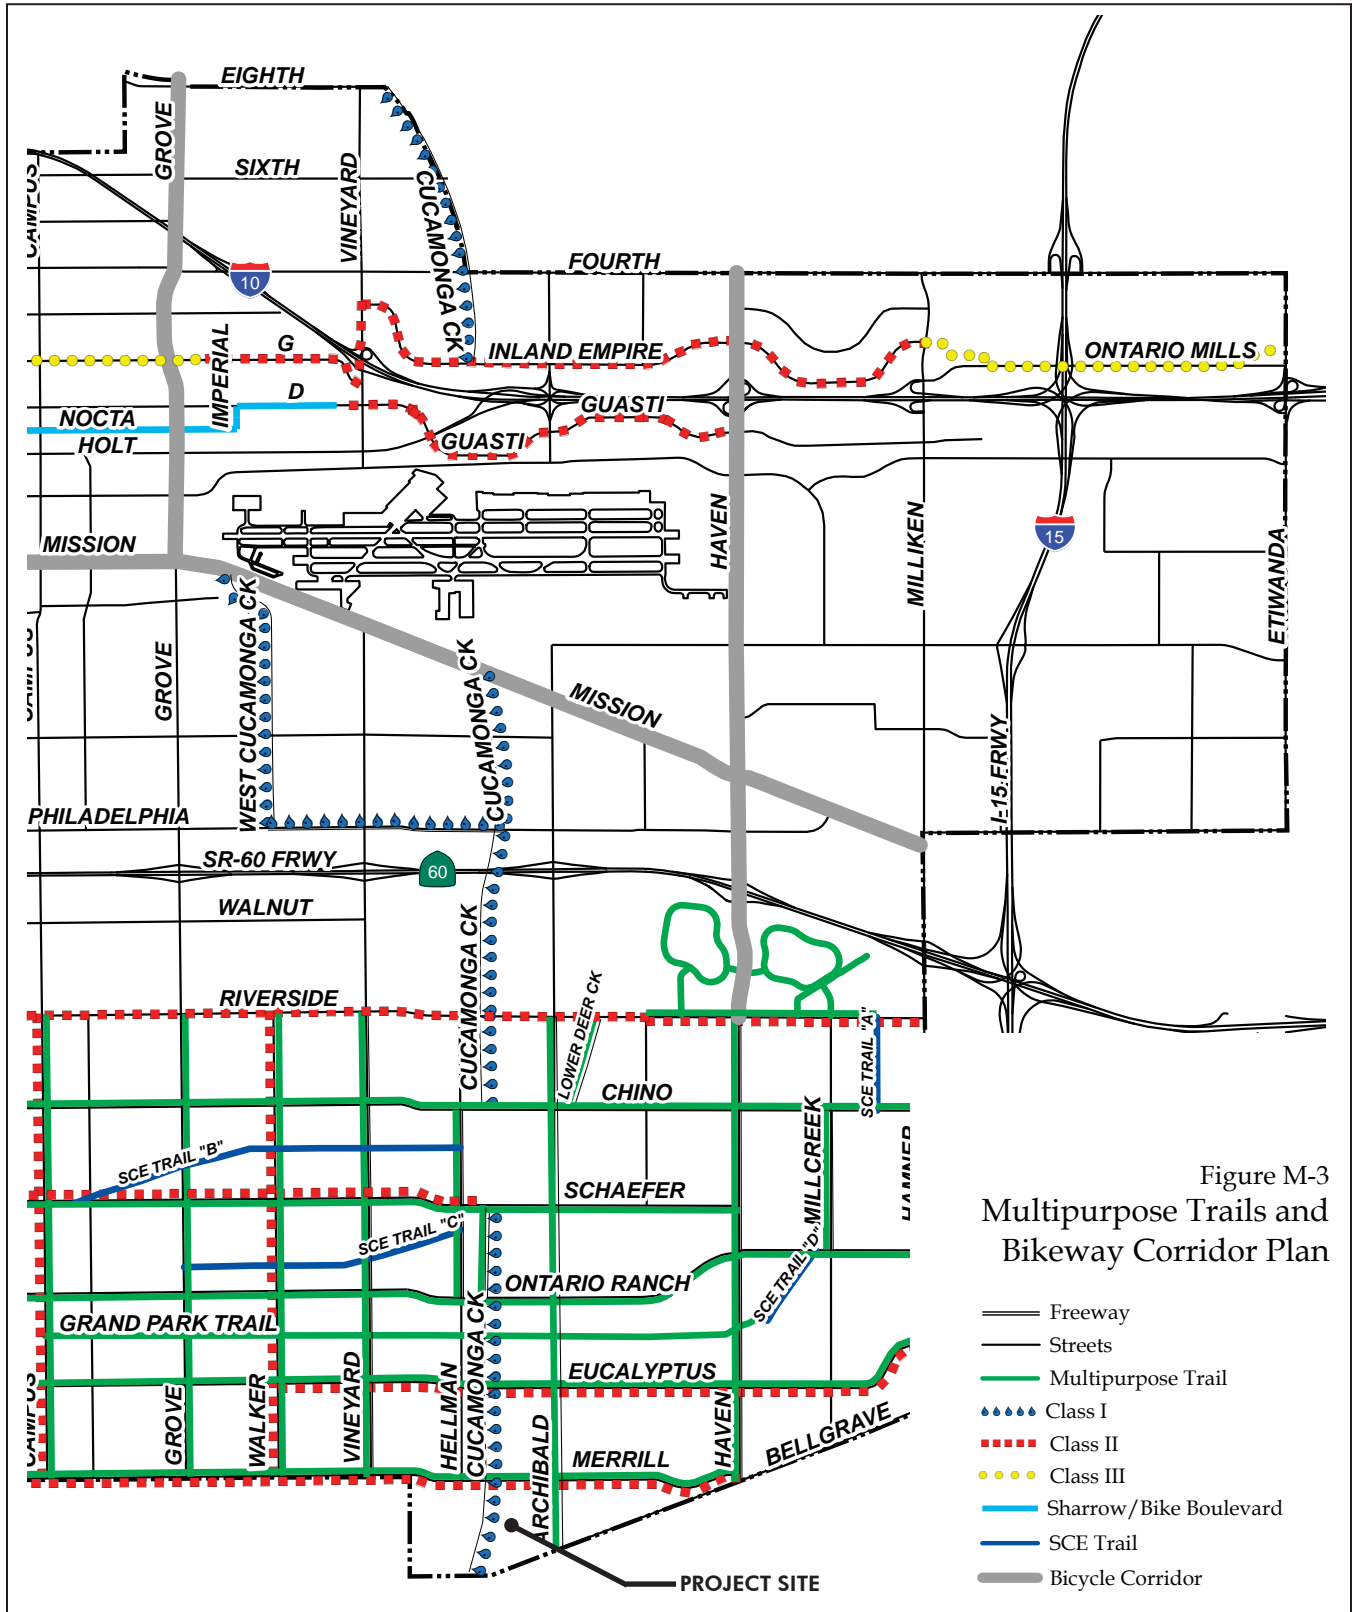 EIGHTH
GROVE
SIXTH
VINEYARD
CAMPUS
CUCAMONGA CK
FOURTH
10
IMPERIAL
G
INLAND EMPIRE
ONTARIO MILLS
D
GUASTI
NOCTA
HOLT
GUASTI
HAVEN
MILLIKEN
15
ETIWANDA
MISSION
WEST CUCAMONGA CK
CAMPUS
GROVE
CUCAMONGA CK
MISSION
I-15 FRWY
PHILADELPHIA
SR-60 FRWY
60
WALNUT
CUCAMONGA CK
RIVERSIDE
LOWER DEER CK
SCE TRAIL "A"
CHINO
MILLCREEK
HAMNER
SCE TRAIL "B"
SCHAEFER
SCE TRAIL "C"
SCE TRAIL "D"
ONTARIO RANCH
GRAND PARK TRAIL
CUCAMONGA CK
EUCALYPTUS
CAMPUS
GROVE
WALKER
VINEYARD
HELLMAN
ARCHIBALD
MERRILL
HAVEN
BELLGRAVE
PROJECT SITE
Figure M-3
Multipurpose Trails and
Bikeway Corridor Plan
Freeway
Streets
Multipurpose Trail
Class I
Class II
Class III
Sharrow/Bike Boulevard
SCE Trail
Bicycle Corridor